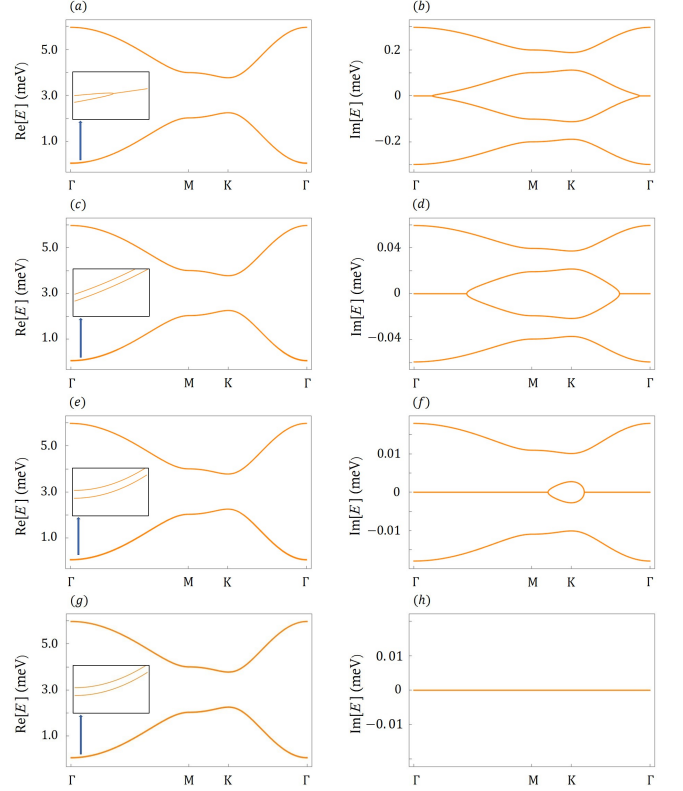 (a)
Re[E] (meV)
5.0
3.0
1.0
Γ M K Γ
(b)
Im[E] (meV)
0.2
0
−0.2
Γ M K Γ
(c)
Re[E] (meV)
5.0
3.0
1.0
Γ M K Γ
(d)
Im[E] (meV)
0.04
0
−0.04
Γ M K Γ
(e)
Re[E] (meV)
5.0
3.0
1.0
Γ M K Γ
(f)
Im[E] (meV)
0.01
0
−0.01
Γ M K Γ
(g)
Re[E] (meV)
5.0
3.0
1.0
Γ M K Γ
(h)
Im[E] (meV)
0.01
0
−0.01
Γ M K Γ